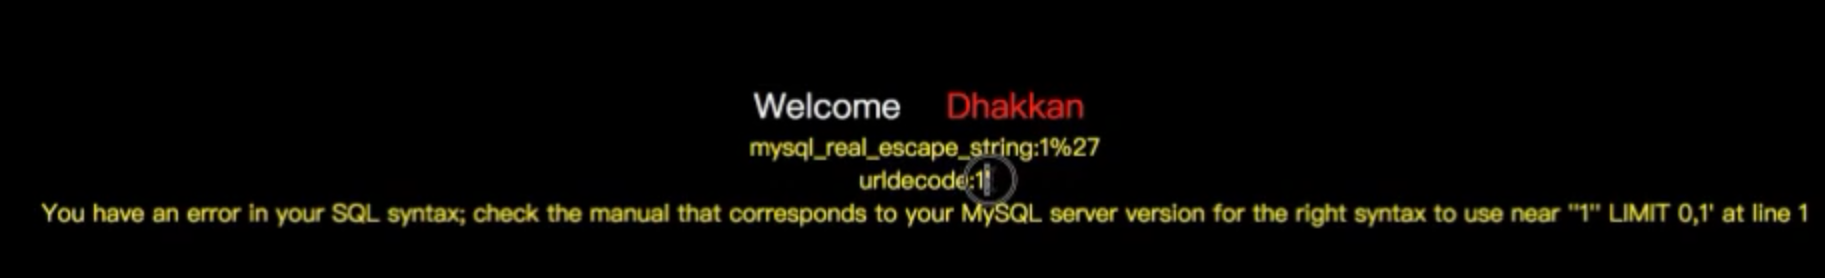 Welcome Dhakkan
mysql_real_escape_string:1%27
urldecode:1'
You have an error in your SQL syntax; check the manual that corresponds to your MySQL server version for the right syntax to use near ''1'' LIMIT 0,1' at line 1